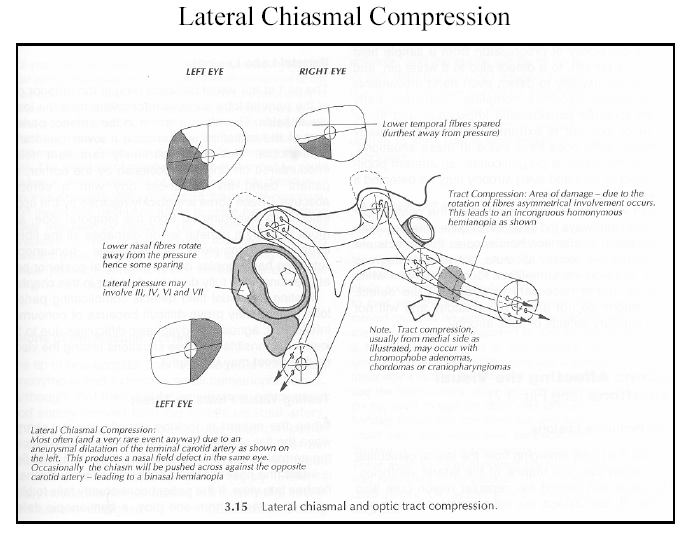 Lateral Chiasmal Compression
LEFT EYE
RIGHT EYE
Lower temporal fibres spared
(furthest away from pressure)
Tract Compression: Area of damage – due to the
rotation of fibres asymmetrical involvement occurs.
This leads to an incongruous homonymous
hemianopia as shown
Lower nasal fibres rotate
away from the pressure
hence some sparing
Lateral pressure may
involve III, IV, VI and VII
Note. Tract compression,
usually from medial side as
illustrated, may occur with
chromophobe adenomas,
chordomas or craniopharyngiomas
LEFT EYE
Lateral Chiasmal Compression:
Most often (and a very rare event anyway) due to an
aneurysmal dilatation of the terminal carotid artery as shown on
the left. This produces a nasal field defect in the same eye.
Occasionally the chiasm will be pushed across against the opposite
carotid artery – leading to a binasal hemianopia
3.15 Lateral chiasmal and optic tract compression.